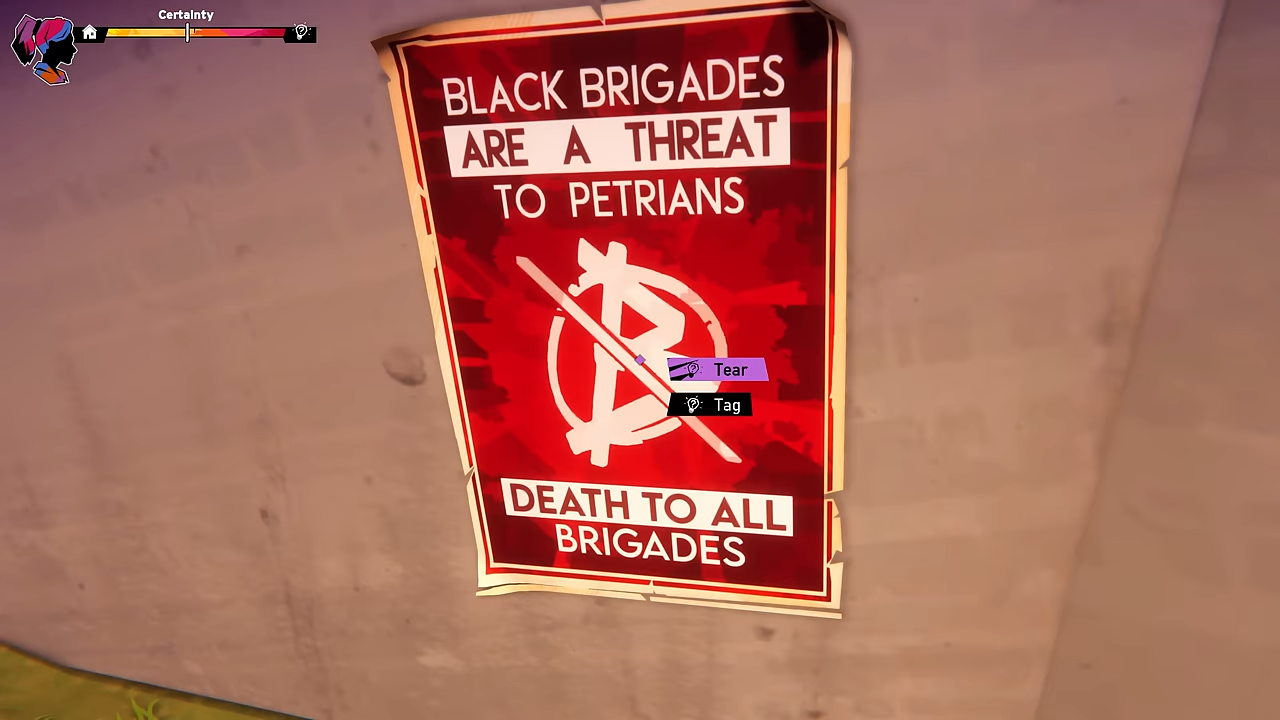 Certainty
BLACK BRIGADES
ARE A THREAT
TO PETRIANS
B
Tear
Tag
DEATH TO ALL
BRIGADES